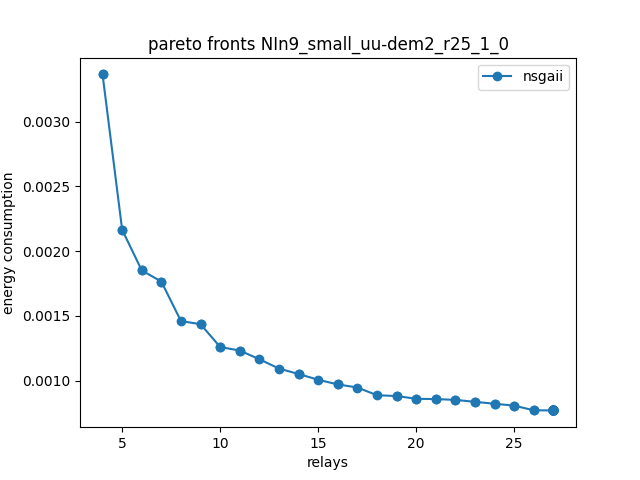 pareto fronts NIn9_small_uu-dem2_r25_1_0
nsgaii
energy consumption
0.0030
0.0025
0.0020
0.0015
0.0010
5 10 15 20 25
relays